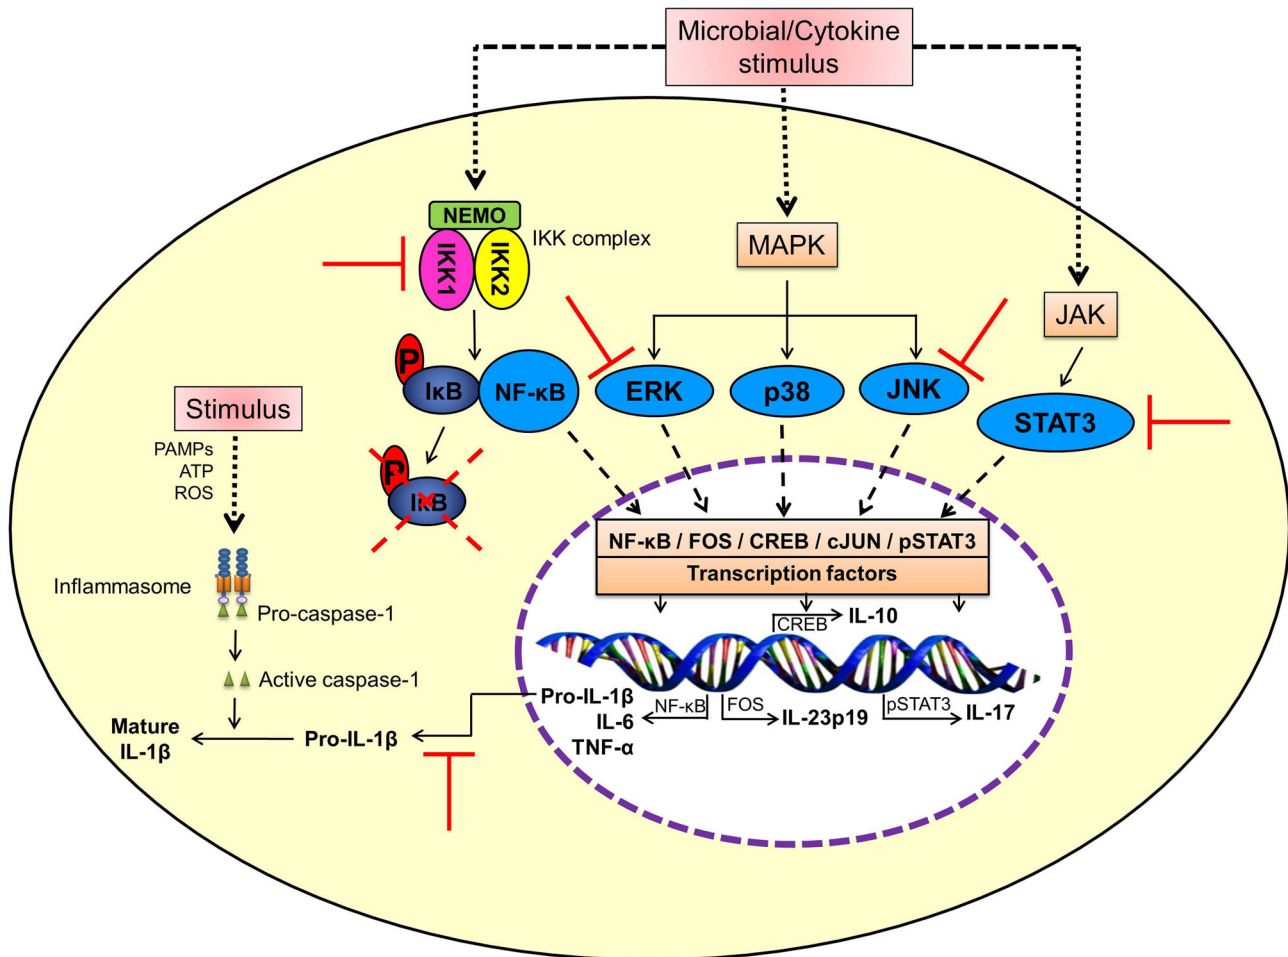 Microbial/Cytokine
stimulus
NEMO
IKK complex
IKK1
IKK2
MAPK
JAK
P
IκB
NF-κB
ERK
p38
JNK
STAT3
Stimulus
PAMPs
ATP
ROS
P
IκB
NF-κB / FOS / CREB / cJUN / pSTAT3
Transcription factors
Inflammasome
Pro-caspase-1
CREB
IL-10
Active caspase-1
Pro-IL-1β
IL-6
TNF-α
NF-κB
FOS
IL-23p19
pSTAT3
IL-17
Mature
IL-1β
Pro-IL-1β